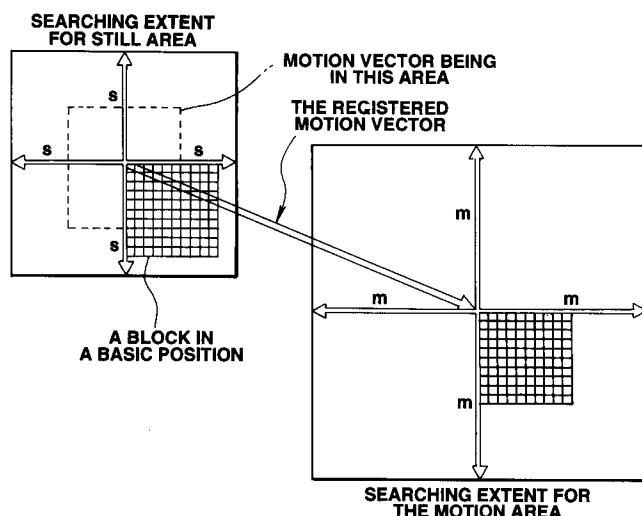 SEARCHING EXTENT
FOR STILL AREA
MOTION VECTOR BEING
IN THIS AREA
THE REGISTERED
MOTION VECTOR
s
s
s
s
m
m
m
m
A BLOCK IN
A BASIC POSITION
SEARCHING EXTENT FOR
THE MOTION AREA